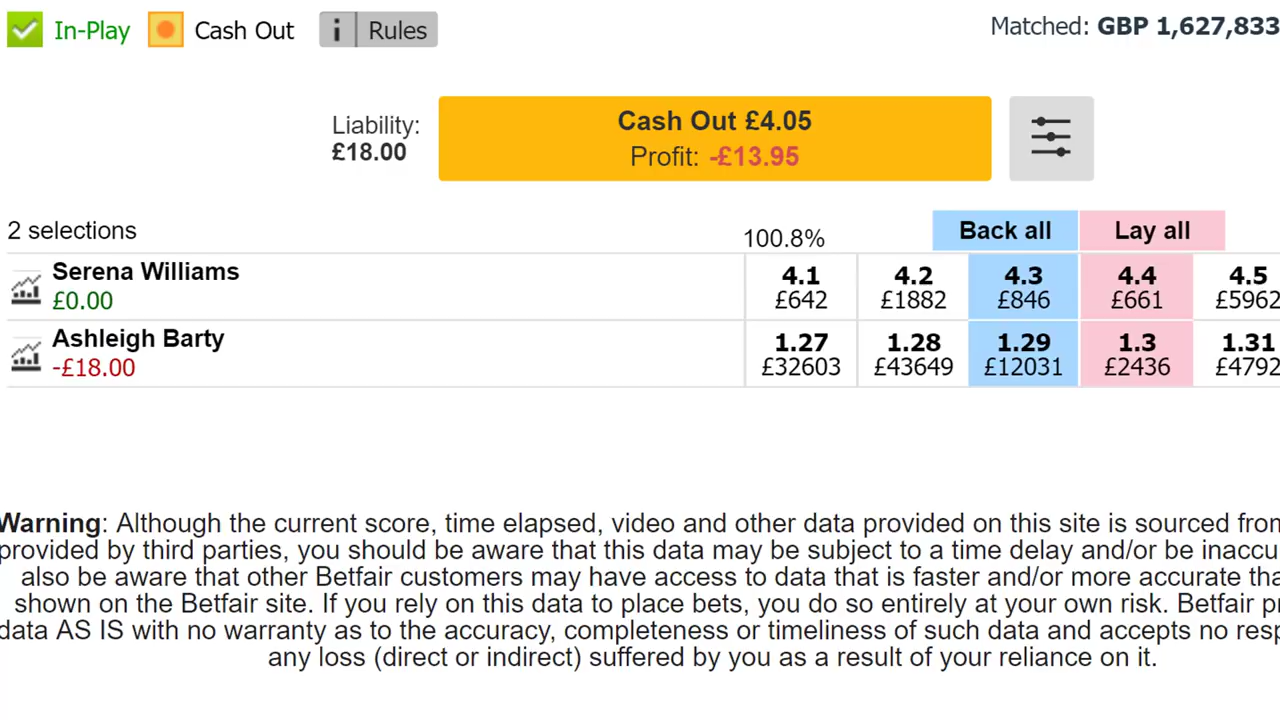 In-Play Cash Out i Rules Matched: GBP 1,627,833
Liability: £18.00
Cash Out £4.05
Profit: -£13.95
2 selections 100.8% Back all Lay all
Serena Williams 4.1 4.2 4.3 4.4 4.5
£0.00 £642 £1882 £846 £661 £5962
Ashleigh Barty 1.27 1.28 1.29 1.3 1.31
-£18.00 £32603 £43649 £12031 £2436 £4792
Warning: Although the current score, time elapsed, video and other data provided on this site is sourced from
provided by third parties, you should be aware that this data may be subject to a time delay and/or be inaccu
also be aware that other Betfair customers may have access to data that is faster and/or more accurate tha
shown on the Betfair site. If you rely on this data to place bets, you do so entirely at your own risk. Betfair pr
data AS IS with no warranty as to the accuracy, completeness or timeliness of such data and accepts no resp
any loss (direct or indirect) suffered by you as a result of your reliance on it.